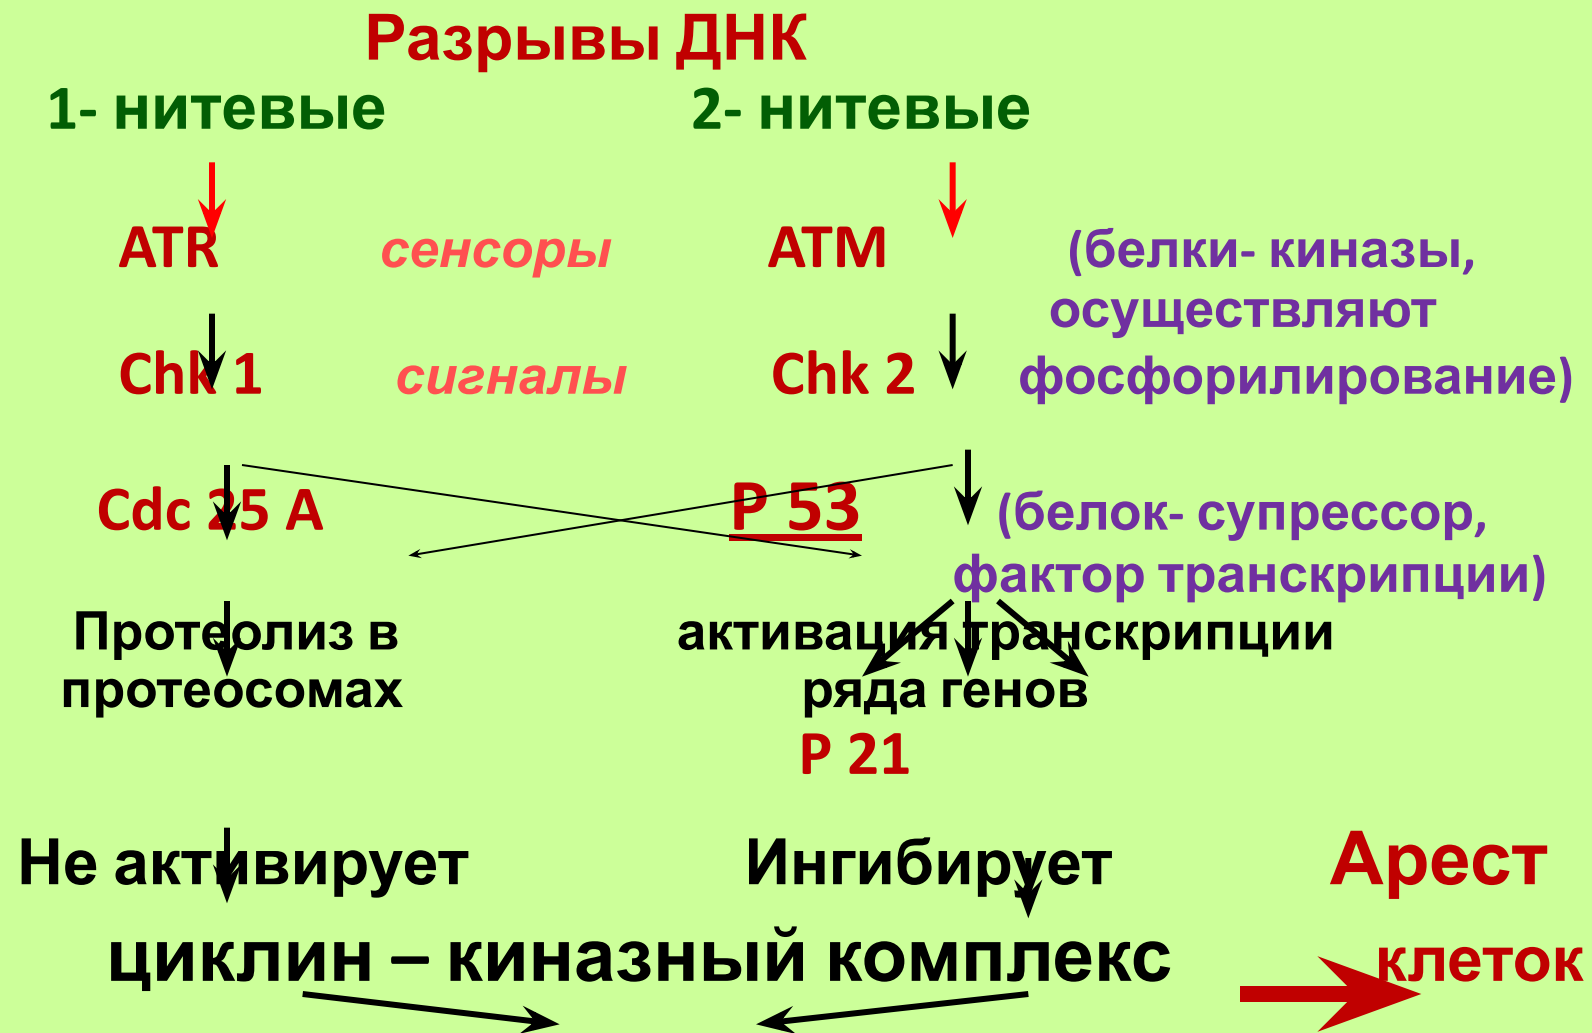 Разрывы ДНК
1- нитевые 2- нитевые
ATR сенсоры ATM (белки- киназы,
осуществляют
Chk 1 сигналы Chk 2 фосфорилирование)
Cdc 25 A P 53 (белок- супрессор,
фактор транскрипции)
Протеолиз в активация транскрипции
протеосомах ряда генов
P 21
Не активирует Ингибирует Арест
циклин – киназный комплекс клеток